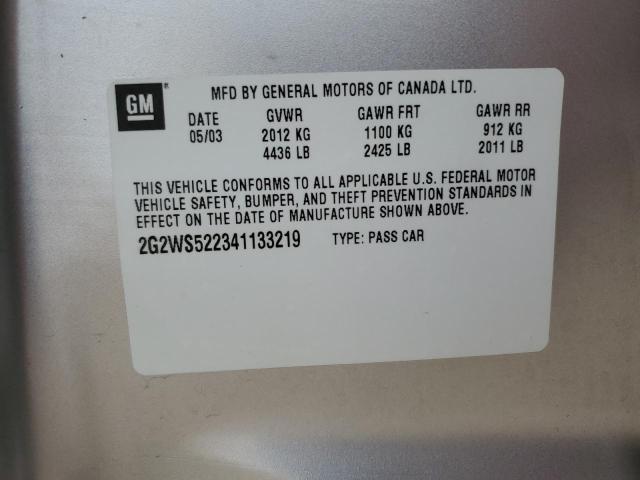 GM ®
MFD BY GENERAL MOTORS OF CANADA LTD.
DATE GVWR GAWR FRT GAWR RR
05/03 2012 KG 1100 KG 912 KG
4436 LB 2425 LB 2011 LB
THIS VEHICLE CONFORMS TO ALL APPLICABLE U.S. FEDERAL MOTOR
VEHICLE SAFETY, BUMPER, AND THEFT PREVENTION STANDARDS IN
EFFECT ON THE DATE OF MANUFACTURE SHOWN ABOVE.
2G2WS522341133219 TYPE: PASS CAR